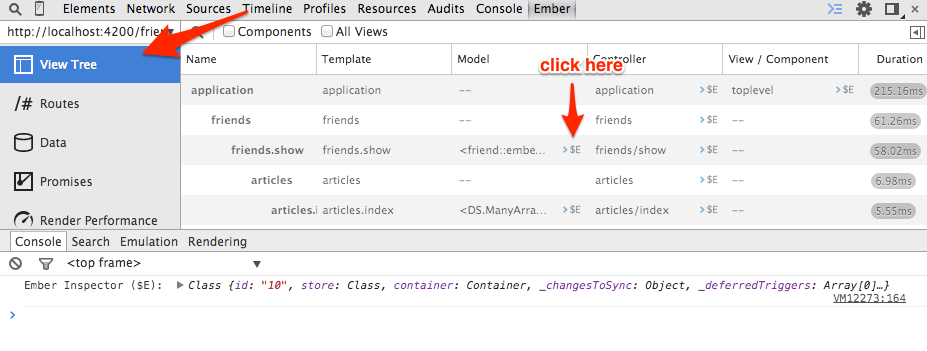 Elements Network Sources Timeline Profiles Resources Audits Console Ember
http://localhost:4200/frie Components All Views
View Tree
/# Routes
Data
Promises
Render Performance
Name Template Model Controller View / Component Duration
click here
application application -- application >$E toplevel >$E 215.16ms
friends friends friends >$E -- 61.26ms
friends.show friends.show <friend::embe... >$E friends/show >$E -- 58.02ms
articles articles articles >$E -- 6.98ms
articles.i articles.index <DS.ManyArra... >$E articles/index >$E -- 5.55ms
Console Search Emulation Rendering
<top frame>
Ember Inspector ($E): Class {id: "10", store: Class, container: Container, _changesToSync: Object, _deferredTriggers: Array[0]…}
VM12273:164
>